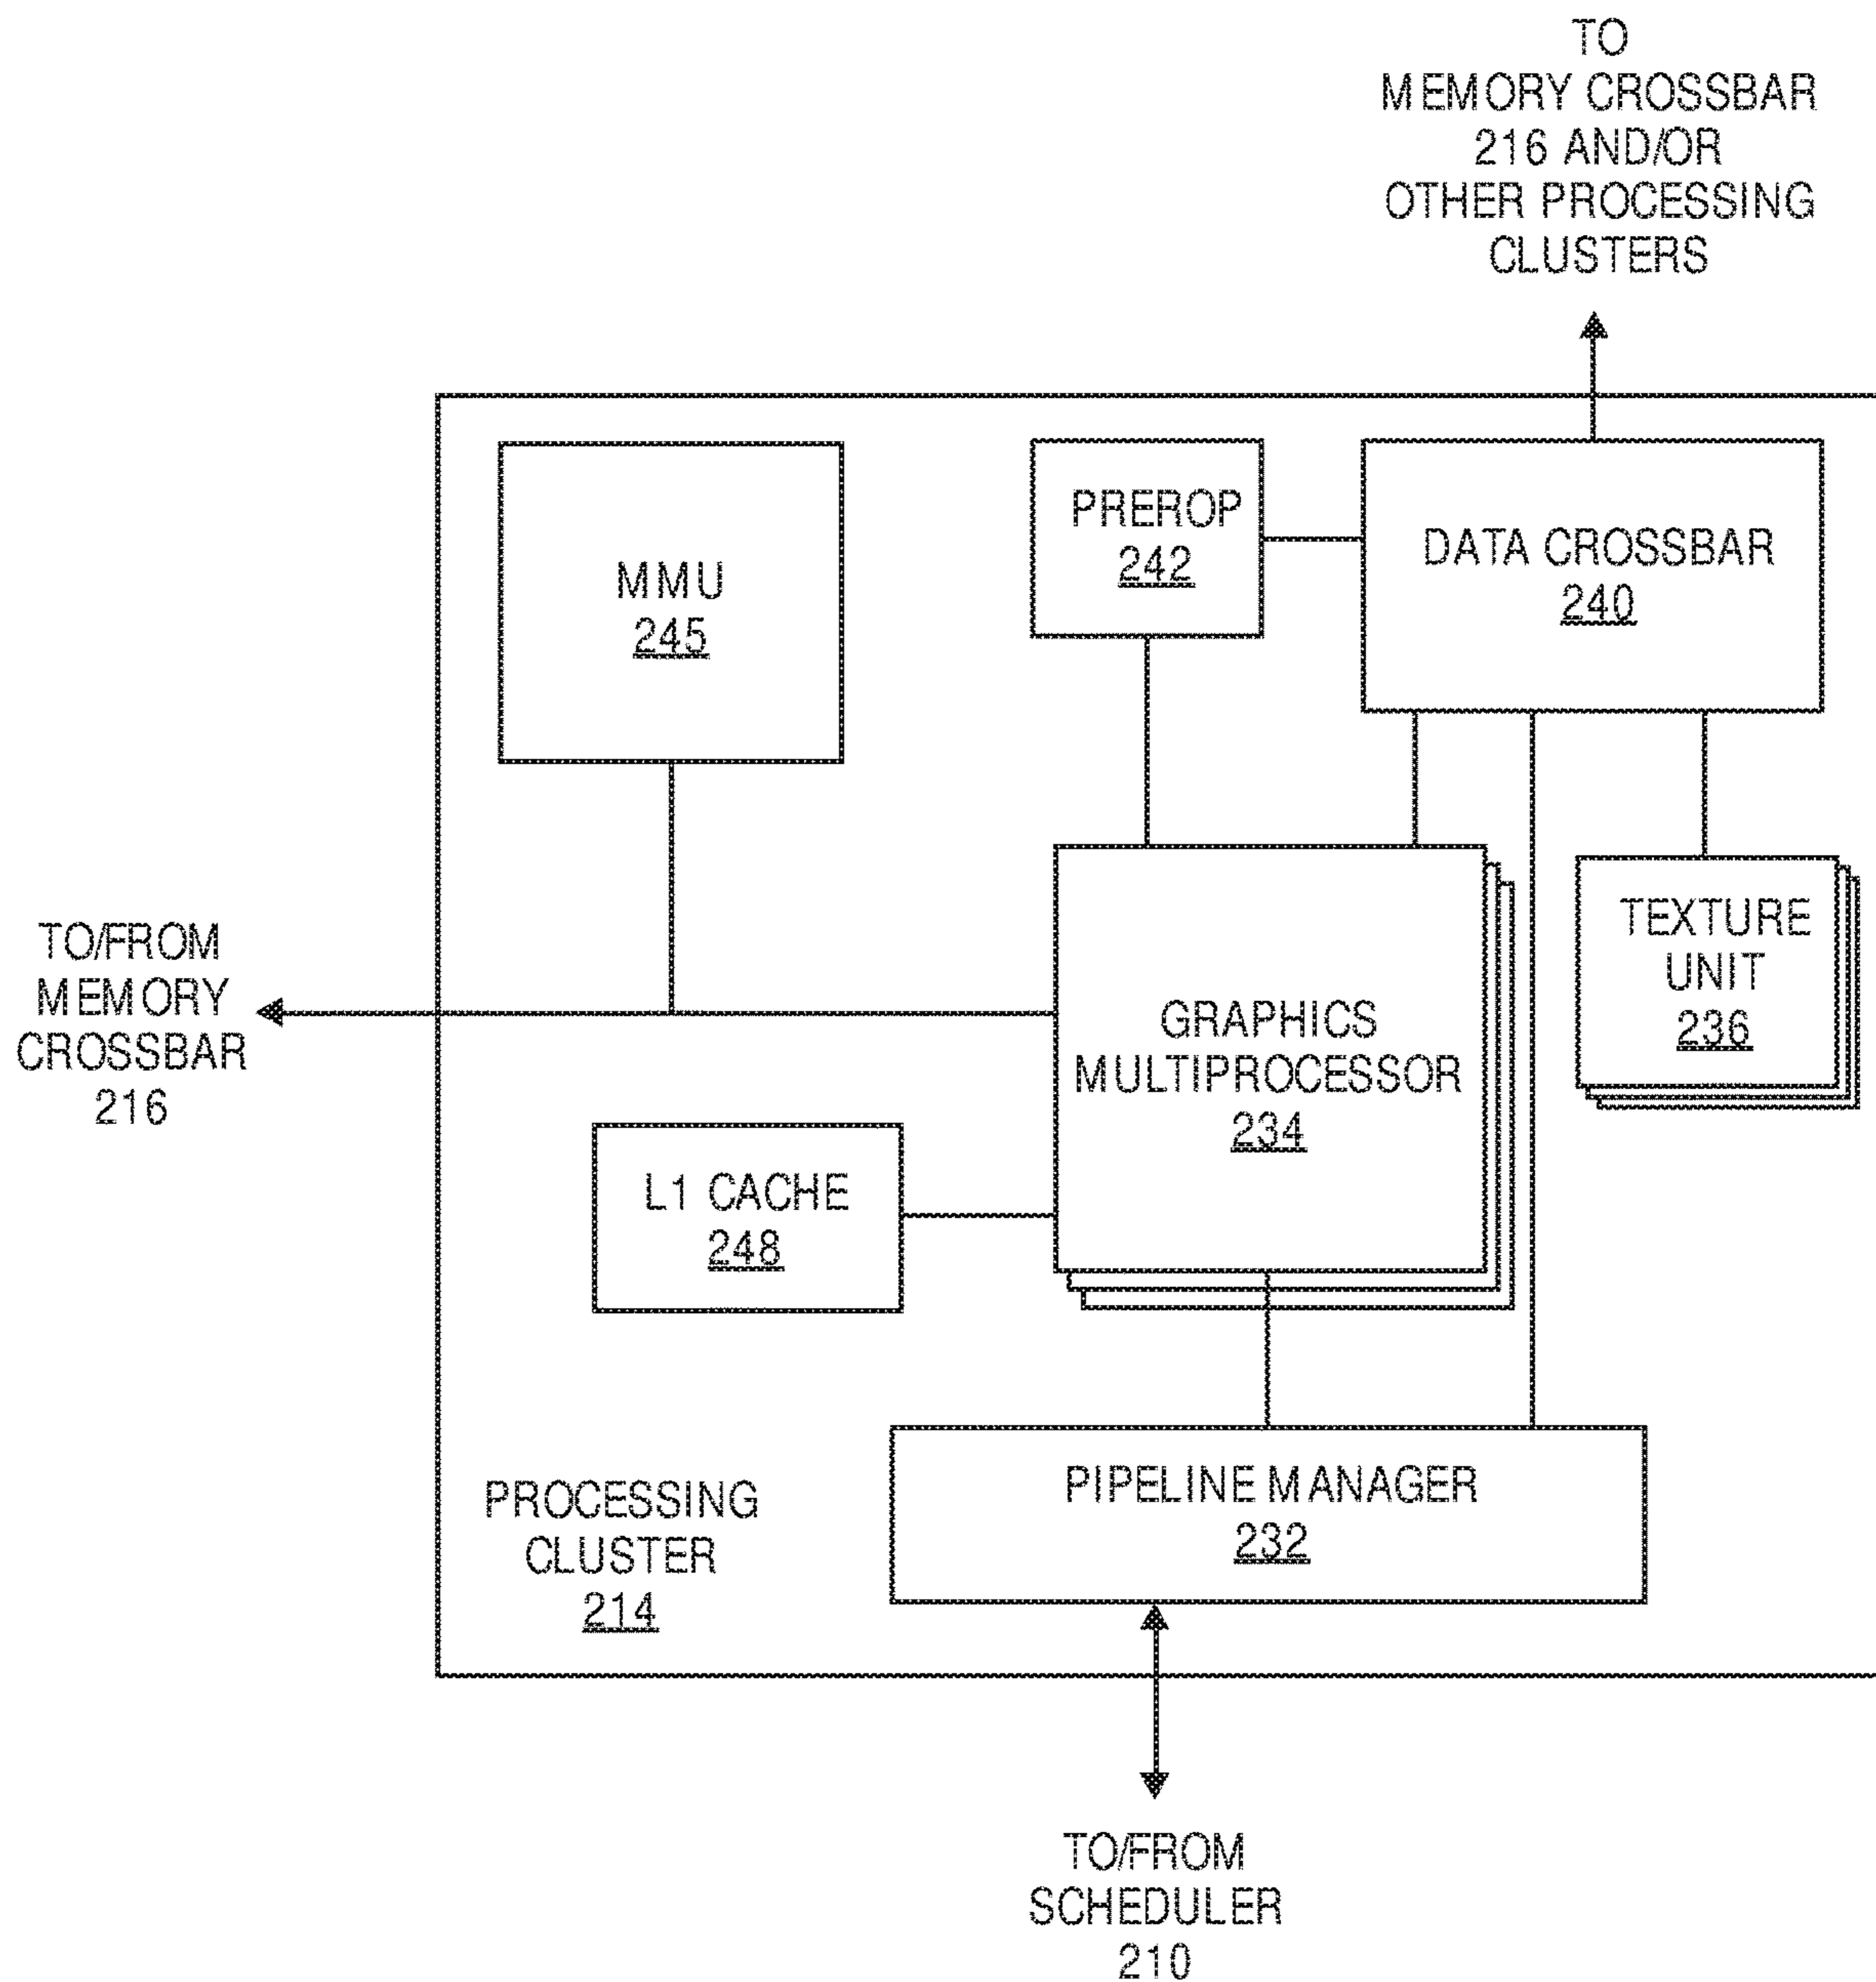 TO
MEMORY CROSSBAR
216 AND/OR
OTHER PROCESSING
CLUSTERS
MMU
245
PREROP
242
DATA CROSSBAR
240
TO/FROM
MEMORY
CROSSBAR
216
GRAPHICS
MULTIPROCESSOR
234
TEXTURE
UNIT
236
L1 CACHE
248
PROCESSING
CLUSTER
214
PIPELINE MANAGER
232
TO/FROM
SCHEDULER
210